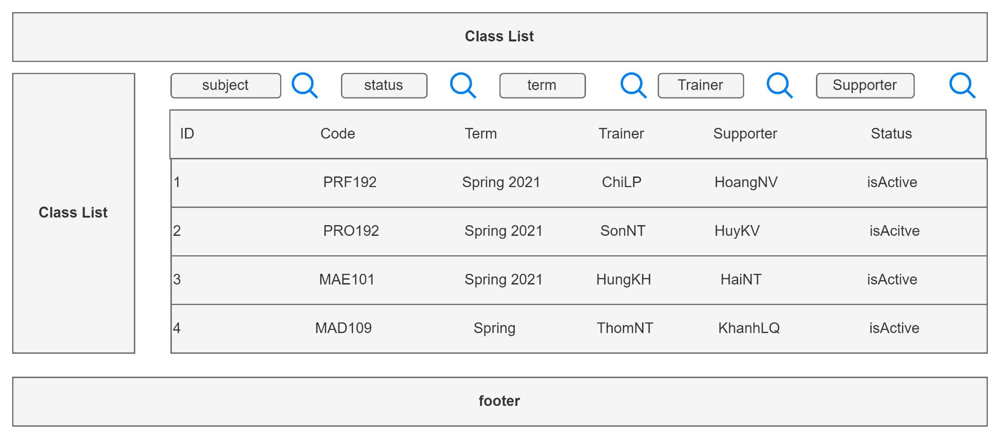 Class List
subject status term Trainer Supporter
Class List
ID Code Term Trainer Supporter Status
1 PRF192 Spring 2021 ChiLP HoangNV isActive
2 PRO192 Spring 2021 SonNT HuyKV isAcitve
3 MAE101 Spring 2021 HungKH HaiNT isActive
4 MAD109 Spring ThomNT KhanhLQ isActive
footer